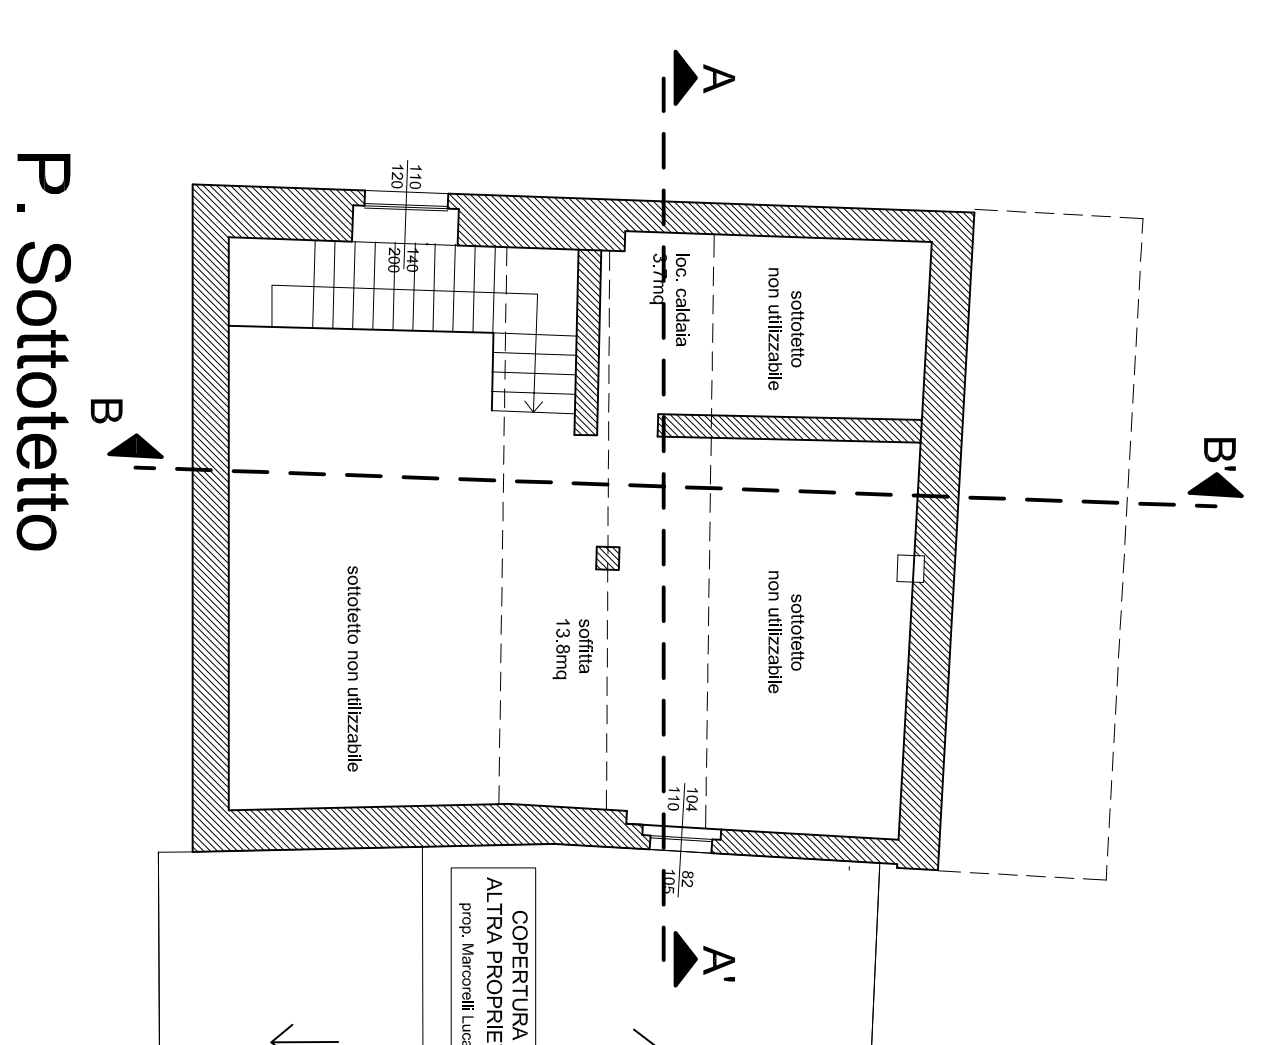 P. Sottotetto
A
A'
B
B'
110
120
140
200
loc. caldaia
3.7mq
sottotetto
non utilizzabile
sottotetto
non utilizzabile
soffitta
13.8mq
sottotetto non utilizzabile
104
110
82
105
COPERTURA
ALTRA PROPRIE
prop. Marcorelli Luca